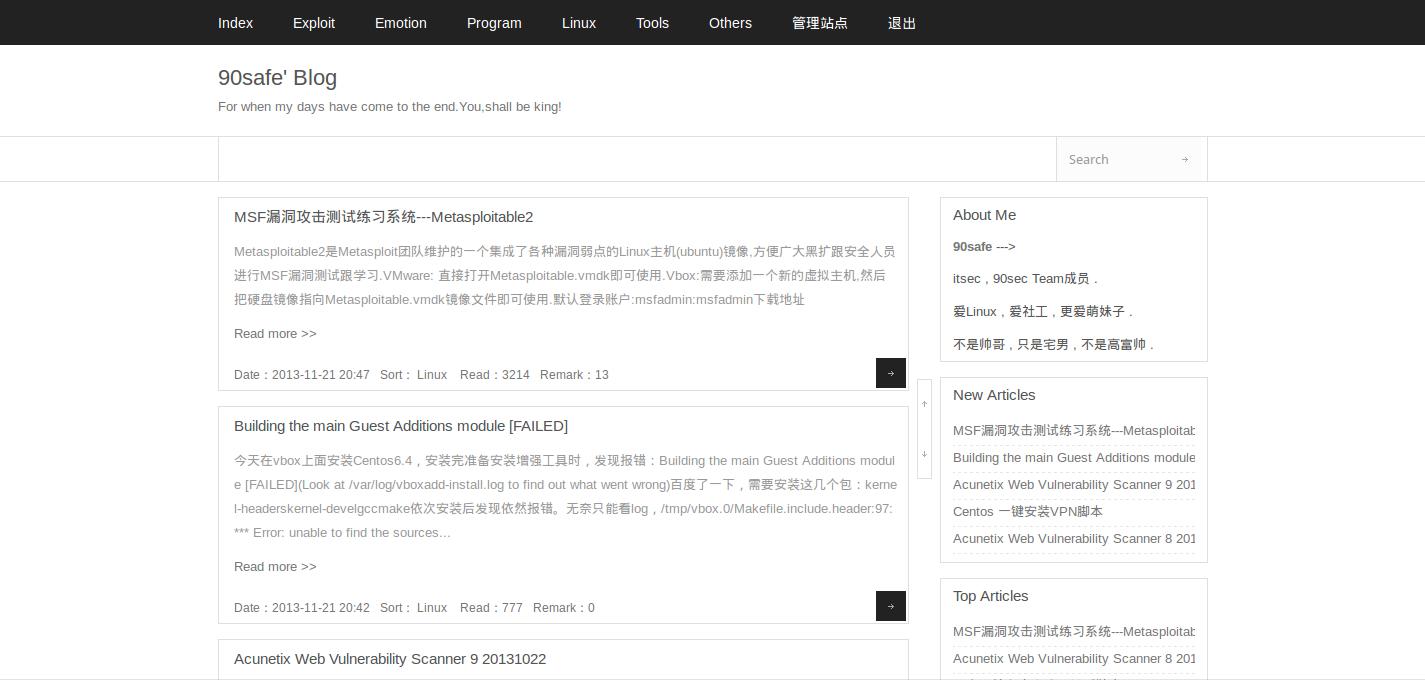 Index Exploit Emotion Program Linux Tools Others 管理站点 退出
90safe' Blog
For when my days have come to the end.You,shall be king!
Search
MSF漏洞攻击测试练习系统---Metasploitable2
Metasploitable2是Metasploit团队维护的一个集成了各种漏洞弱点的Linux主机(ubuntu)镜像,方便广大黑扩跟安全人员
进行MSF漏洞测试跟学习.VMware: 直接打开Metasploitable.vmdk即可使用.Vbox:需要添加一个新的虚拟主机,然后
把硬盘镜像指向Metasploitable.vmdk镜像文件即可使用.默认登录账户:msfadmin:msfadmin下载地址
Read more >>
Date：2013-11-21 20:47 Sort： Linux Read：3214 Remark：13
Building the main Guest Additions module [FAILED]
今天在vbox上面安装Centos6.4，安装完准备安装增强工具时，发现报错：Building the main Guest Additions modul
e [FAILED](Look at /var/log/vboxadd-install.log to find out what went wrong)百度了一下，需要安装这几个包：kerne
l-headerskernel-develgccmake依次安装后发现依然报错。无奈只能看log，/tmp/vbox.0/Makefile.include.header:97:
*** Error: unable to find the sources...
Read more >>
Date：2013-11-21 20:42 Sort： Linux Read：777 Remark：0
Acunetix Web Vulnerability Scanner 9 20131022
About Me
90safe --->
itsec，90sec Team成员．
爱Linux，爱社工，更爱萌妹子．
不是帅哥，只是宅男，不是高富帅．
New Articles
MSF漏洞攻击测试练习系统---Metasploitab
Building the main Guest Additions module
Acunetix Web Vulnerability Scanner 9 201
Centos 一键安装VPN脚本
Acunetix Web Vulnerability Scanner 8 201
Top Articles
MSF漏洞攻击测试练习系统---Metasploitab
Acunetix Web Vulnerability Scanner 8 201